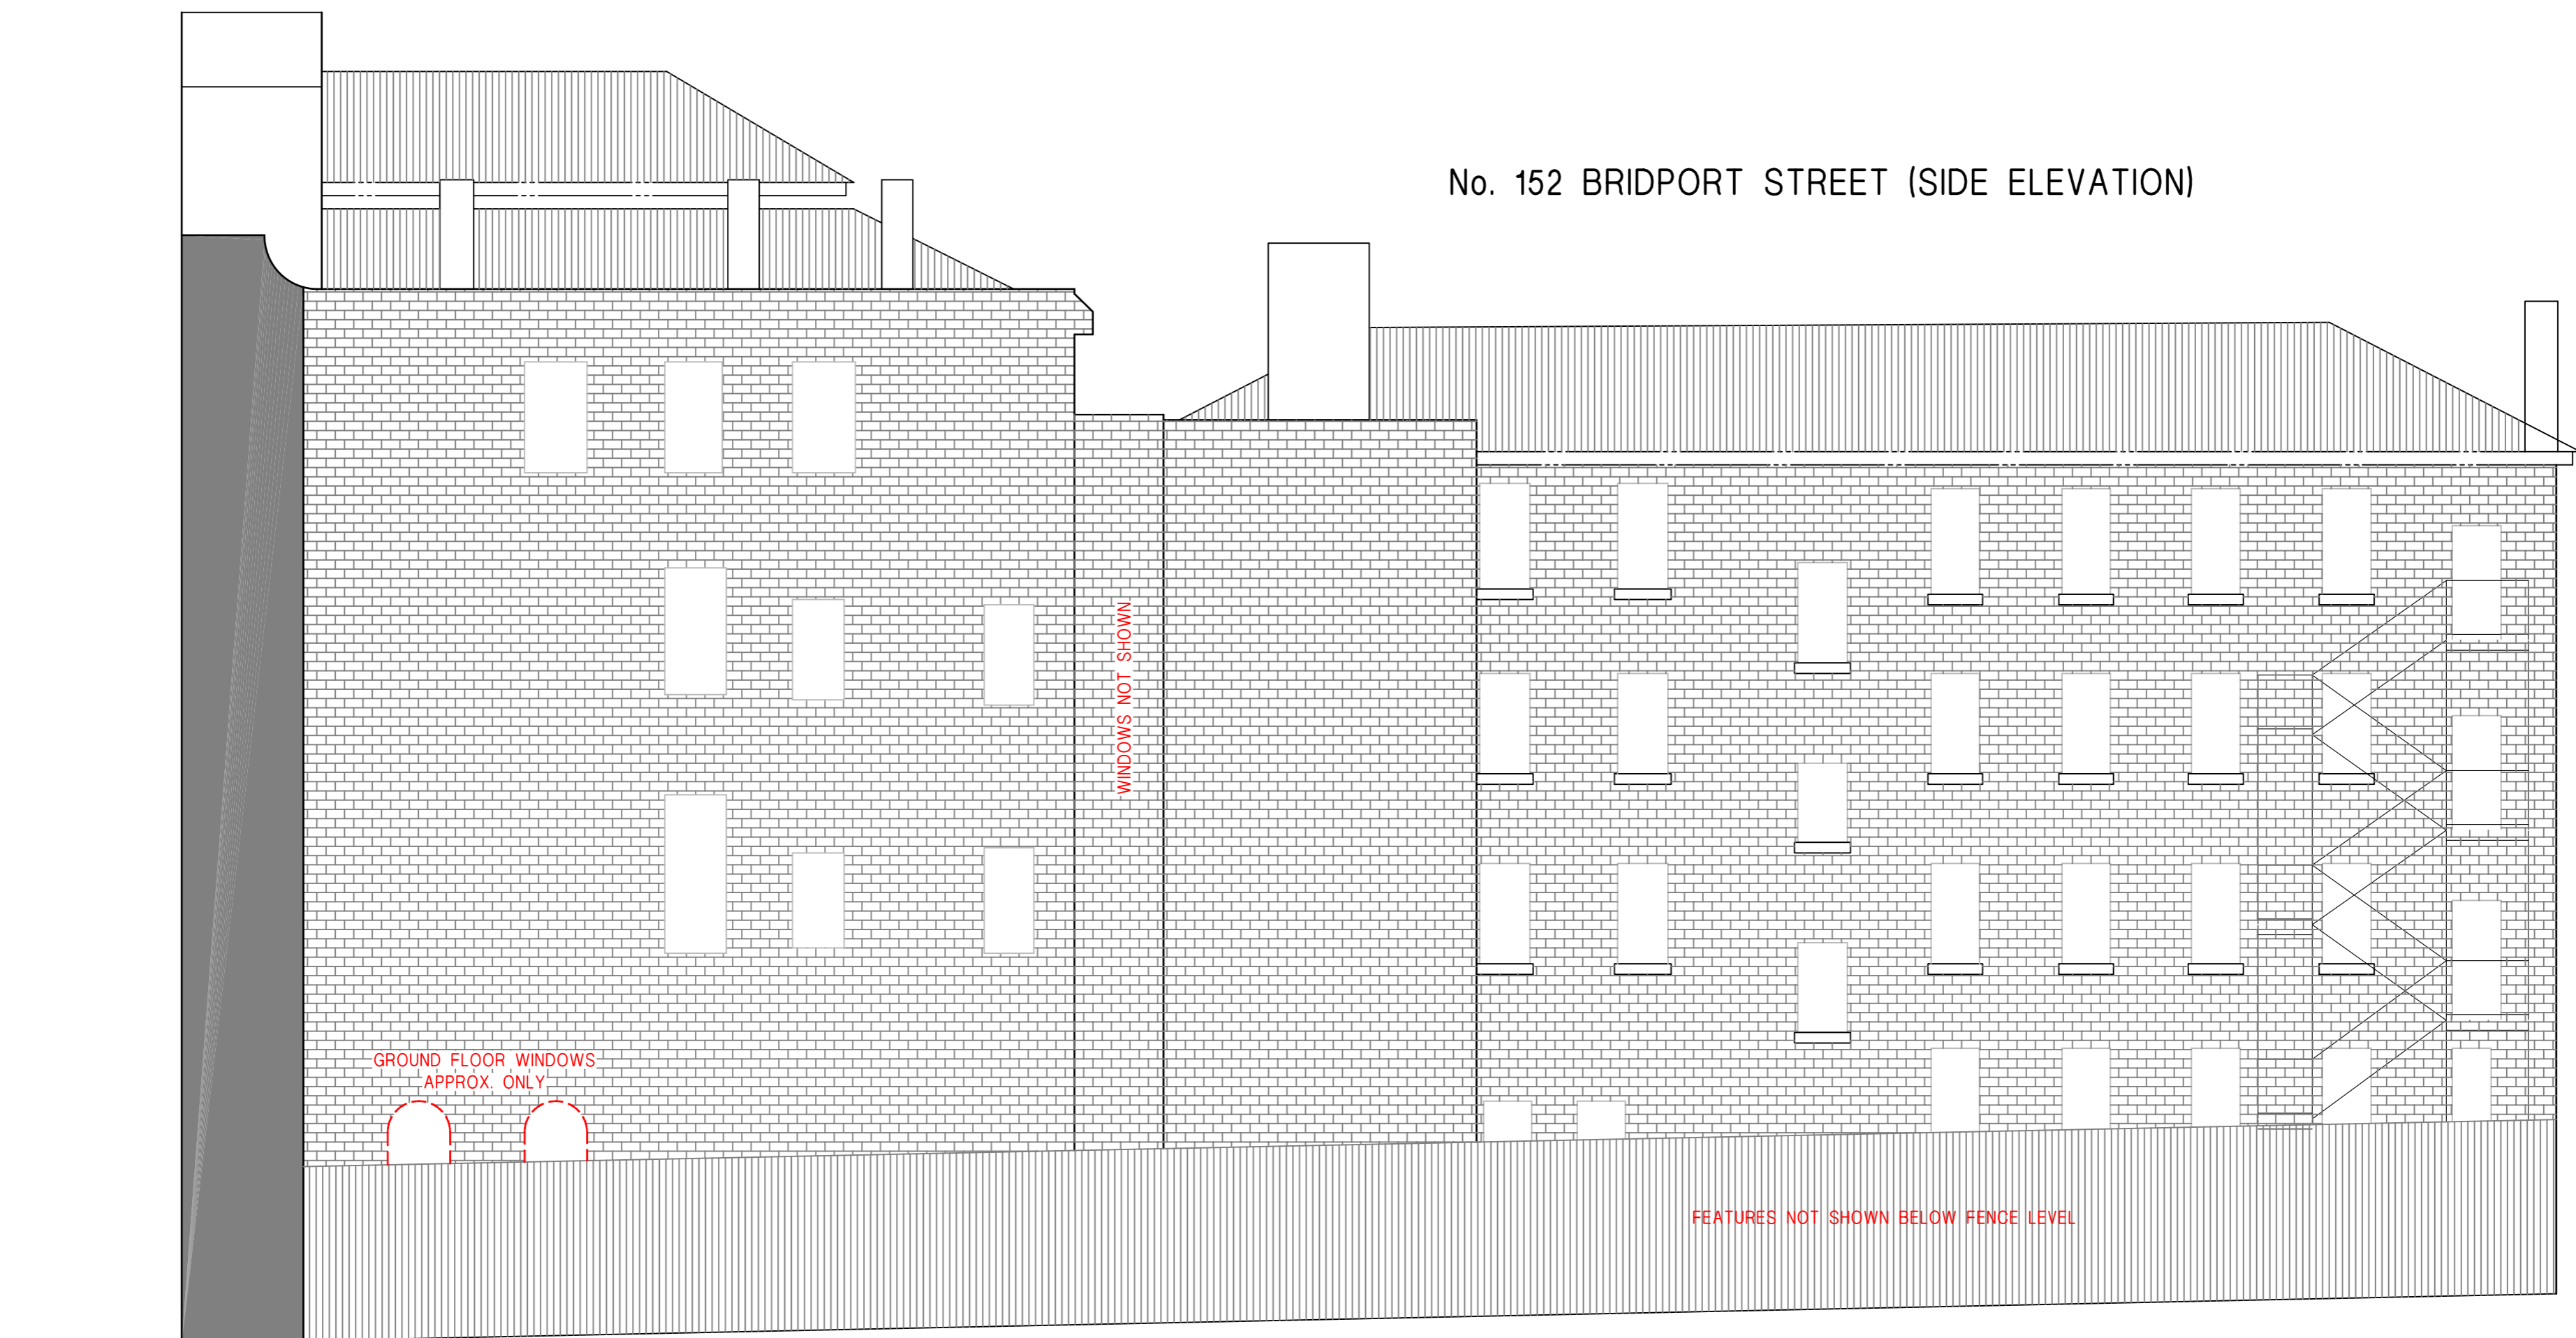 No. 152 BRIDPORT STREET (SIDE ELEVATION)
WINDOWS NOT SHOWN
GROUND FLOOR WINDOWS
APPROX. ONLY
FEATURES NOT SHOWN BELOW FENCE LEVEL